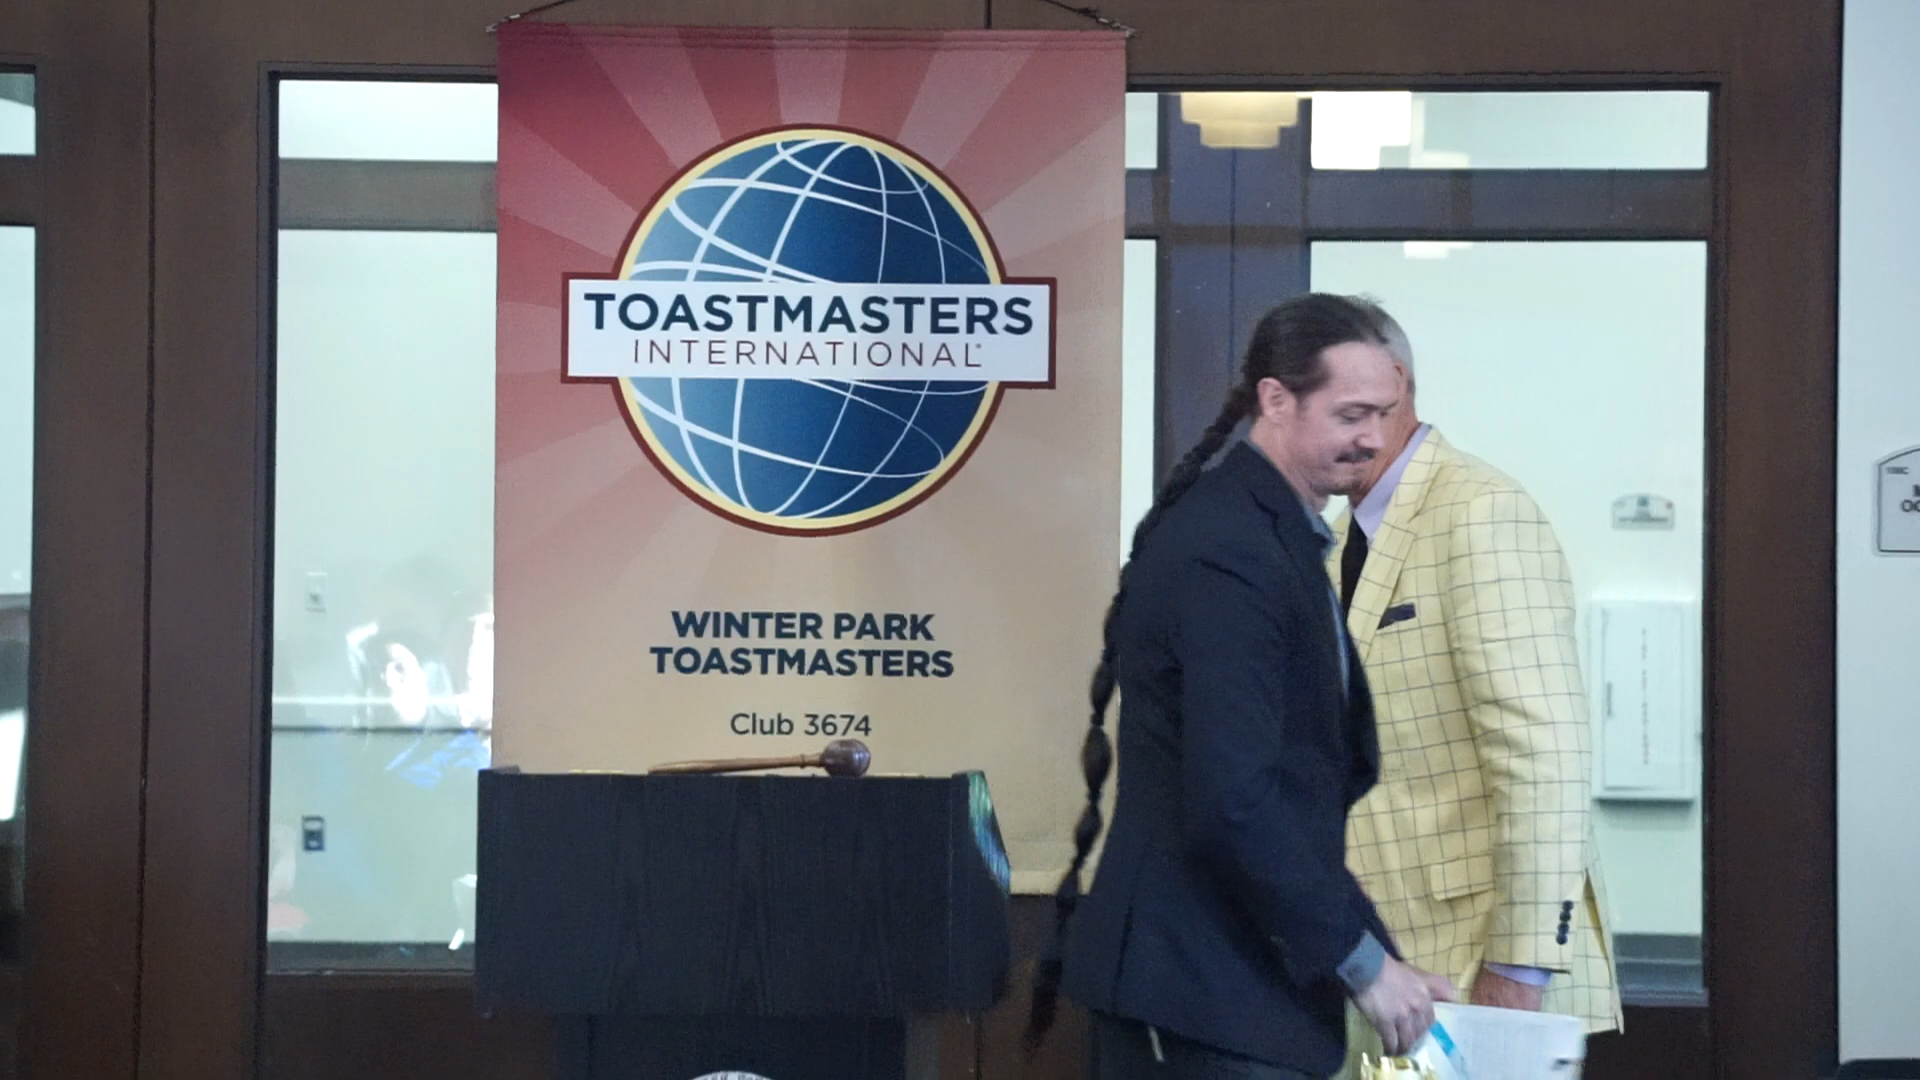 TOASTMASTERS
INTERNATIONAL
WINTER PARK
TOASTMASTERS
Club 3674